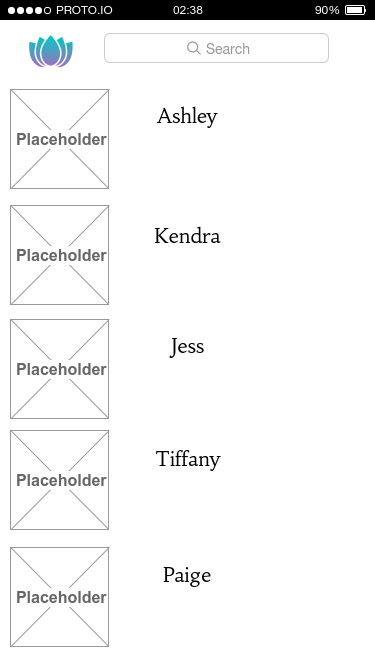 PROTO.IO 02:38 90%
Search
Ashley
Placeholder
Kendra
Placeholder
Jess
Placeholder
Tiffany
Placeholder
Paige
Placeholder